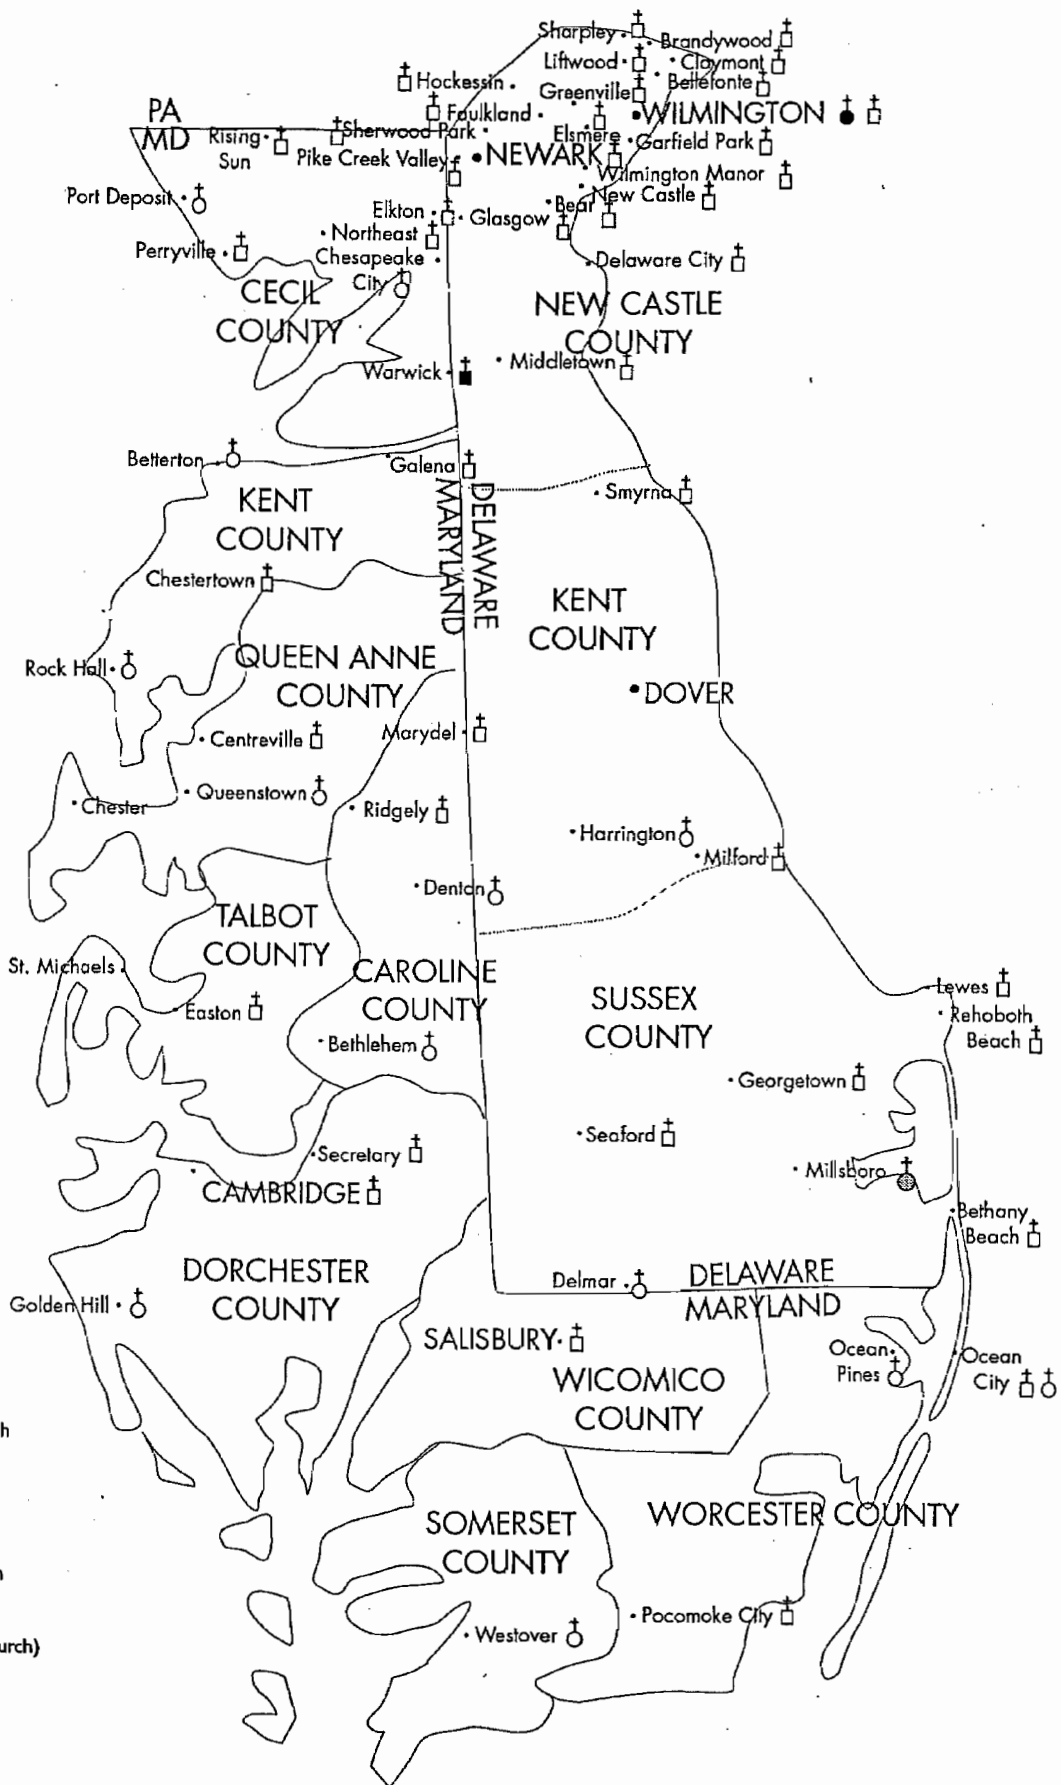 Sharpley
Brandywood
Liftwood
Claymont
Hockessin
Greenville
Bellefonte
PA
MD
Faulkland
WILMINGTON
Rising
Sun
Sherwood Park
Elsmere
Garfield Park
Pike Creek Valley
NEWARK
Wilmington Manor
Port Deposit
New Castle
Bear
Elkton
Glasgow
Northeast
Perryville
Chesapeake
City
Delaware City
CECIL
COUNTY
NEW CASTLE
COUNTY
Warwick
Middletown
Betterton
Galena
KENT
COUNTY
MARYLAND
DELAWARE
Smyrna
Chestertown
KENT
COUNTY
Rock Hall
QUEEN ANNE
COUNTY
DOVER
Centreville
Marydel
Chester
Queenstown
Ridgely
Harrington
Milford
Denton
TALBOT
COUNTY
St. Michaels
CAROLINE
COUNTY
Easton
SUSSEX
COUNTY
Lewes
Rehoboth
Beach
Bethlehem
Georgetown
Secretary
Seaford
CAMBRIDGE
Millsboro
Bethany
Beach
DORCHESTER
COUNTY
Delmar
DELAWARE
MARYLAND
Golden Hill
SALISBURY
Ocean
Pines
Ocean
City
WICOMICO
COUNTY
h
SOMERSET
COUNTY
WORCESTER COUNTY
urch)
Westover
Pocomoke City